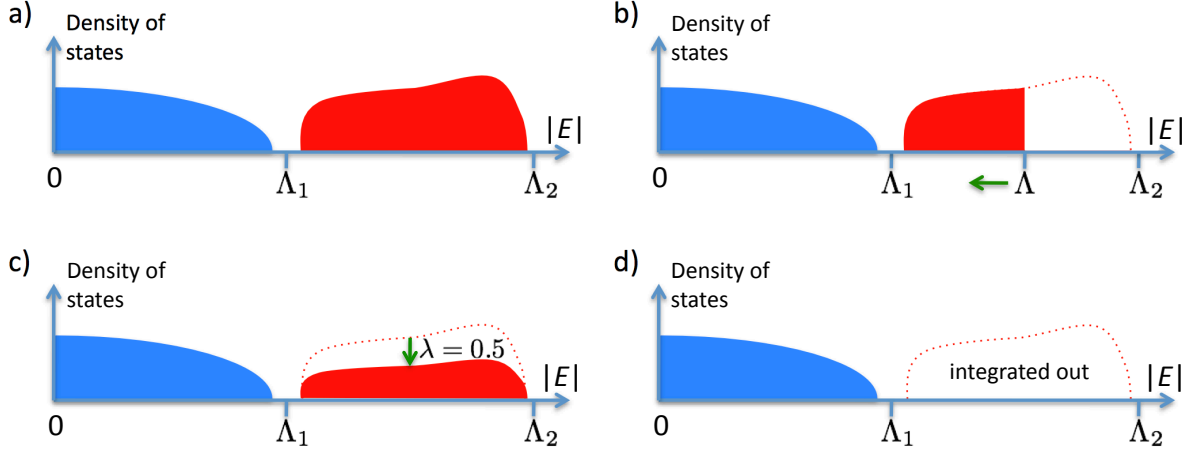 a)
Density of
states
|E|
0
Λ₁
Λ₂
b)
Density of
states
|E|
0
Λ₁
Λ
Λ₂
c)
Density of
states
λ = 0.5
|E|
0
Λ₁
Λ₂
d)
Density of
states
integrated out
|E|
0
Λ₁
Λ₂